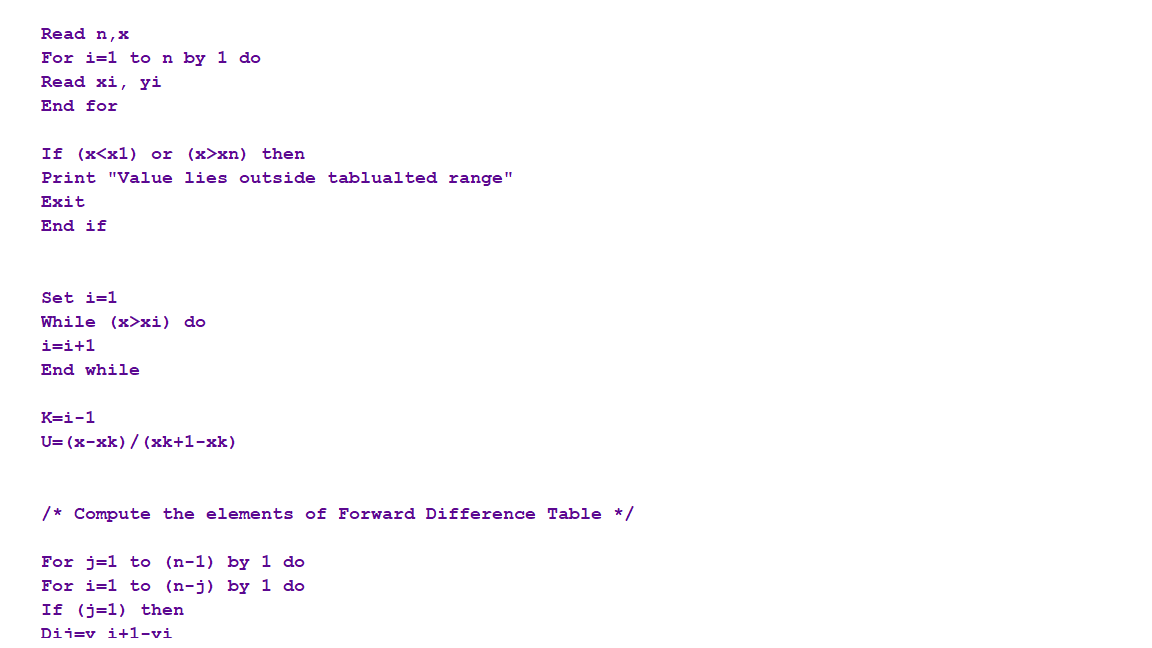 Read n,x
For i=1 to n by 1 do
Read xi, yi
End for
If (x<x1) or (x>xn) then
Print "Value lies outside tablualted range"
Exit
End if
Set i=1
While (x>xi) do
i=i+1
End while
K=i-1
U=(x-xk)/(xk+1-xk)
/* Compute the elements of Forward Difference Table */
For j=1 to (n-1) by 1 do
For i=1 to (n-j) by 1 do
If (j=1) then
Dij=y i+1-yi